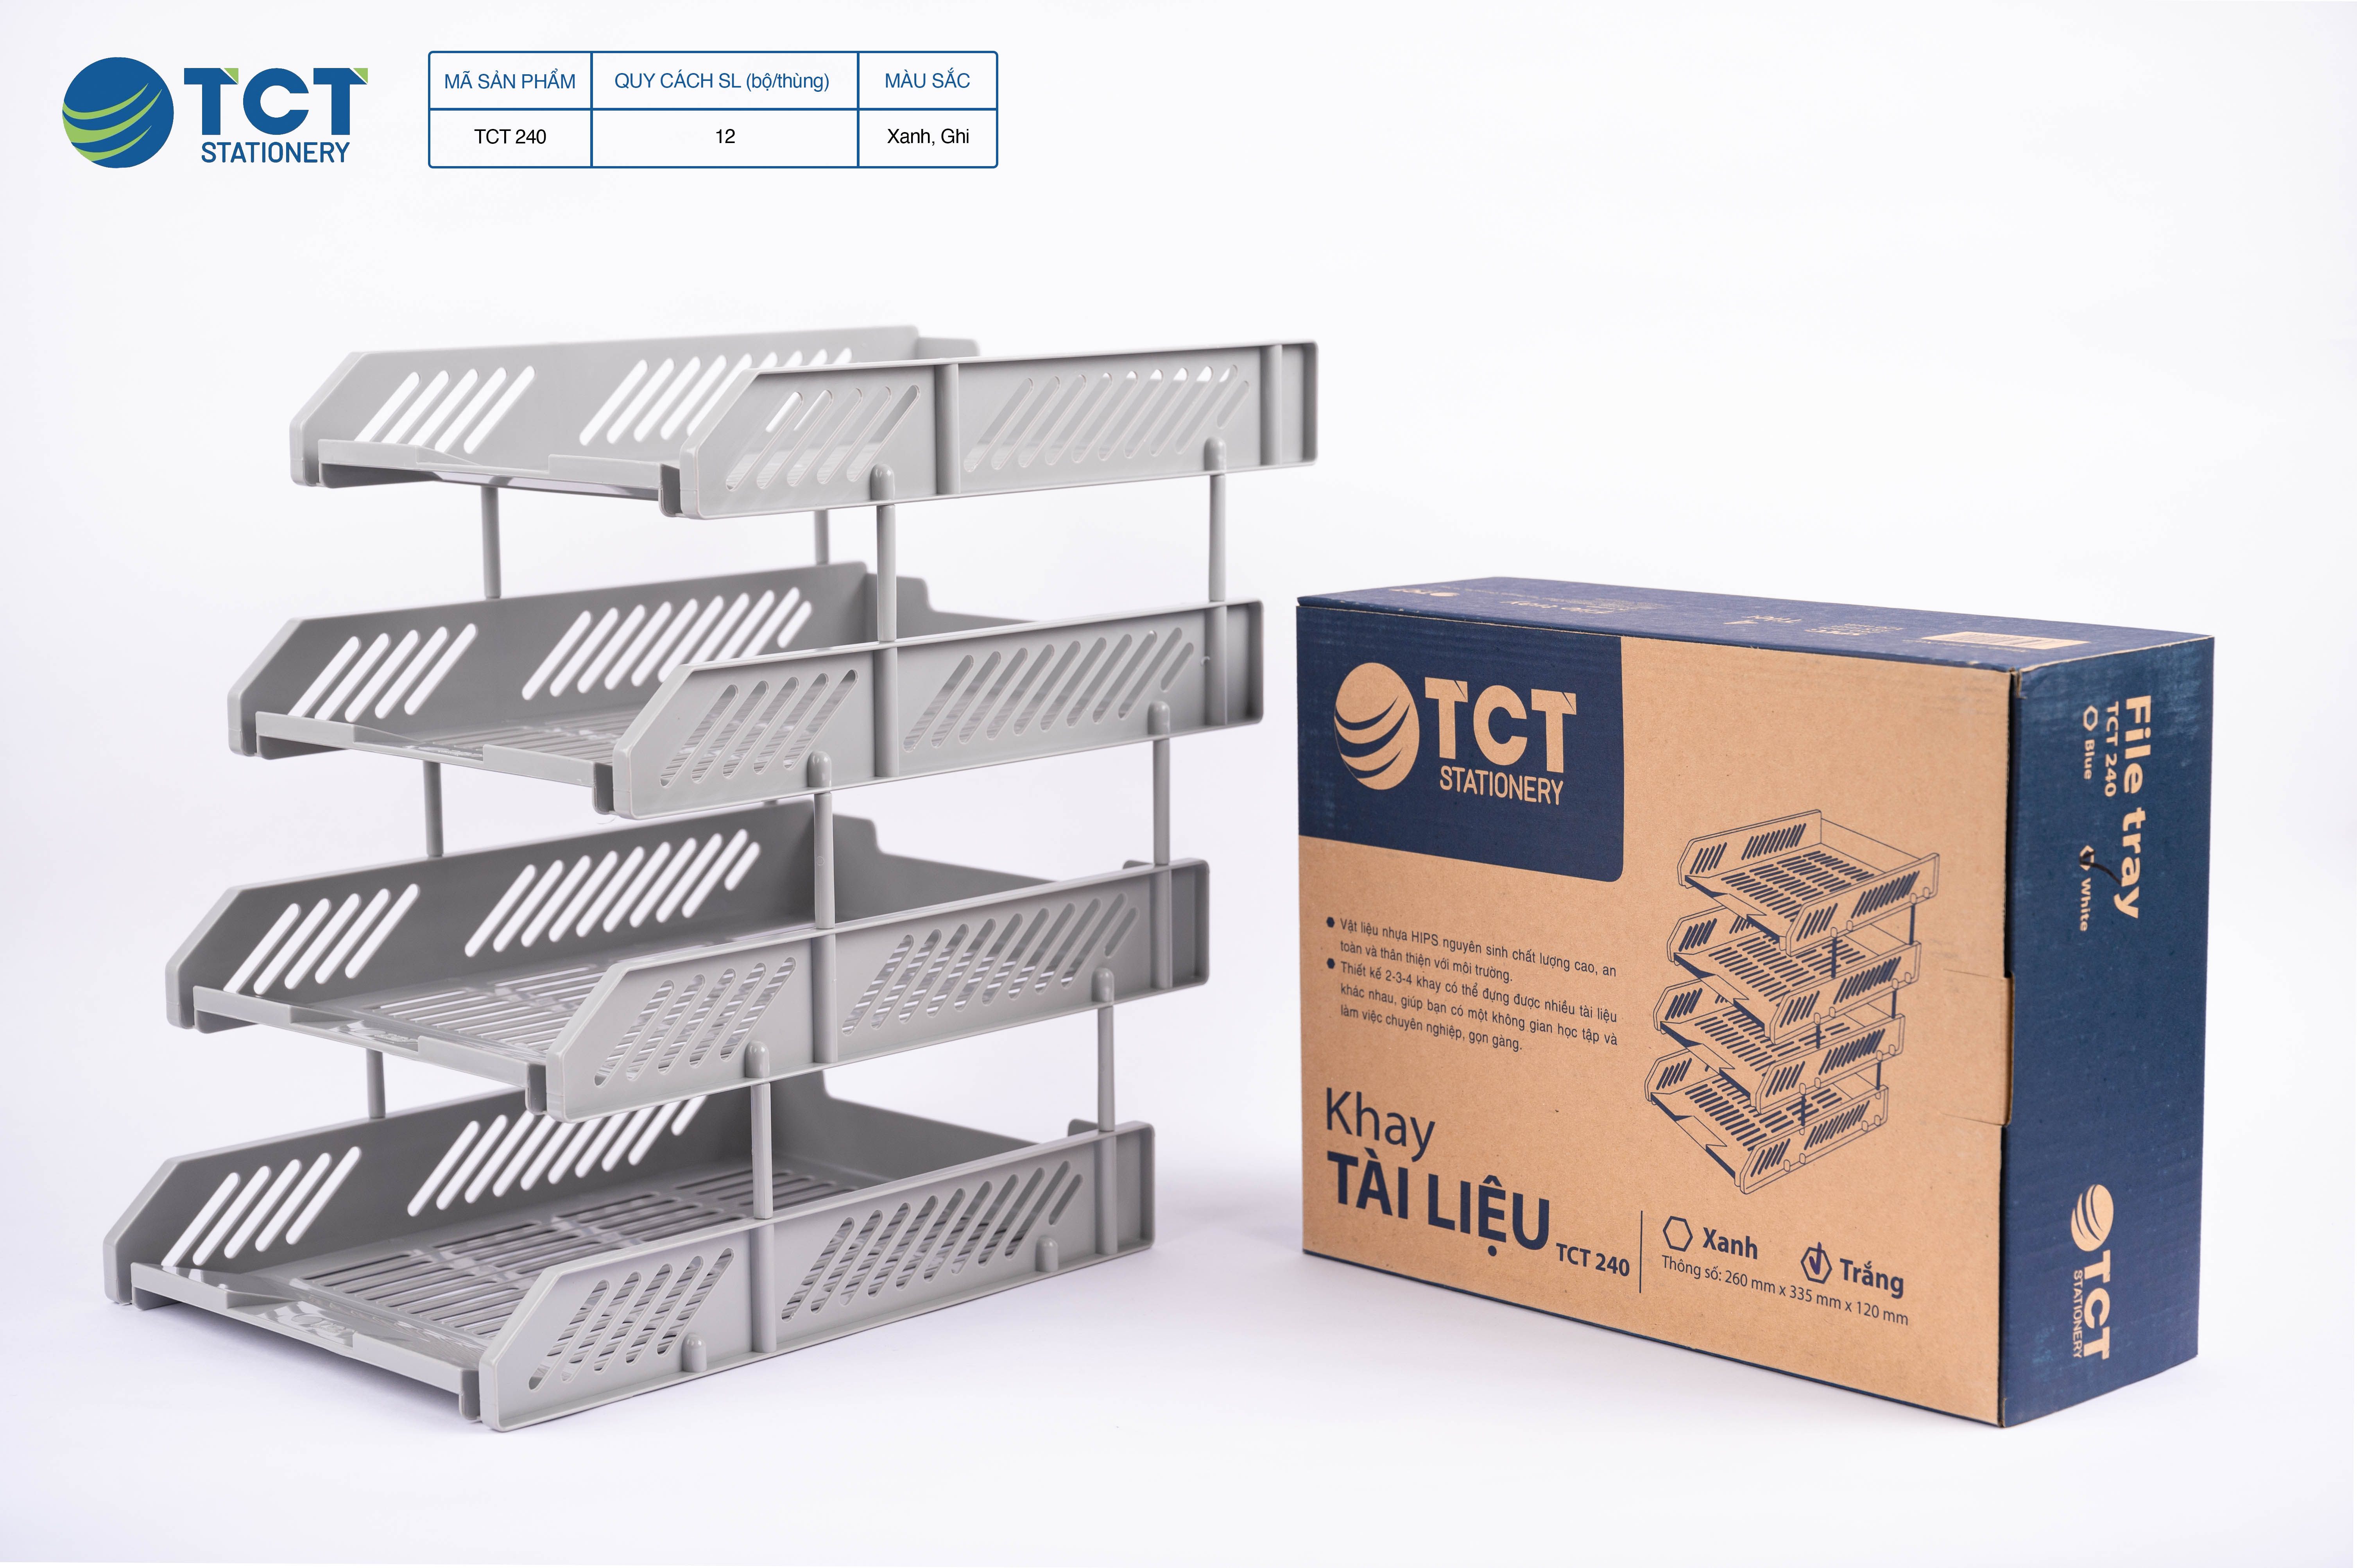 TCT
STATIONERY
MÃ SẢN PHẨM QUY CÁCH SL (bộ/thùng) MÀU SẮC
TCT 240 12 Xanh, Ghi
TCT
STATIONERY
Vật liệu nhựa HIPS nguyên sinh chất lượng cao, an
toàn và thân thiện với môi trường.
Thiết kế 2-3-4 khay có thể đựng được nhiều tài liệu
khác nhau, giúp bạn có một không gian học tập và
làm việc chuyên nghiệp, gọn gàng.
Khay
TÀI LIỆU TCT 240
Xanh Trắng
Thông số: 260 mm x 335 mm x 120 mm
File tray
TCT 240
Blue White
TCT
STATIONERY